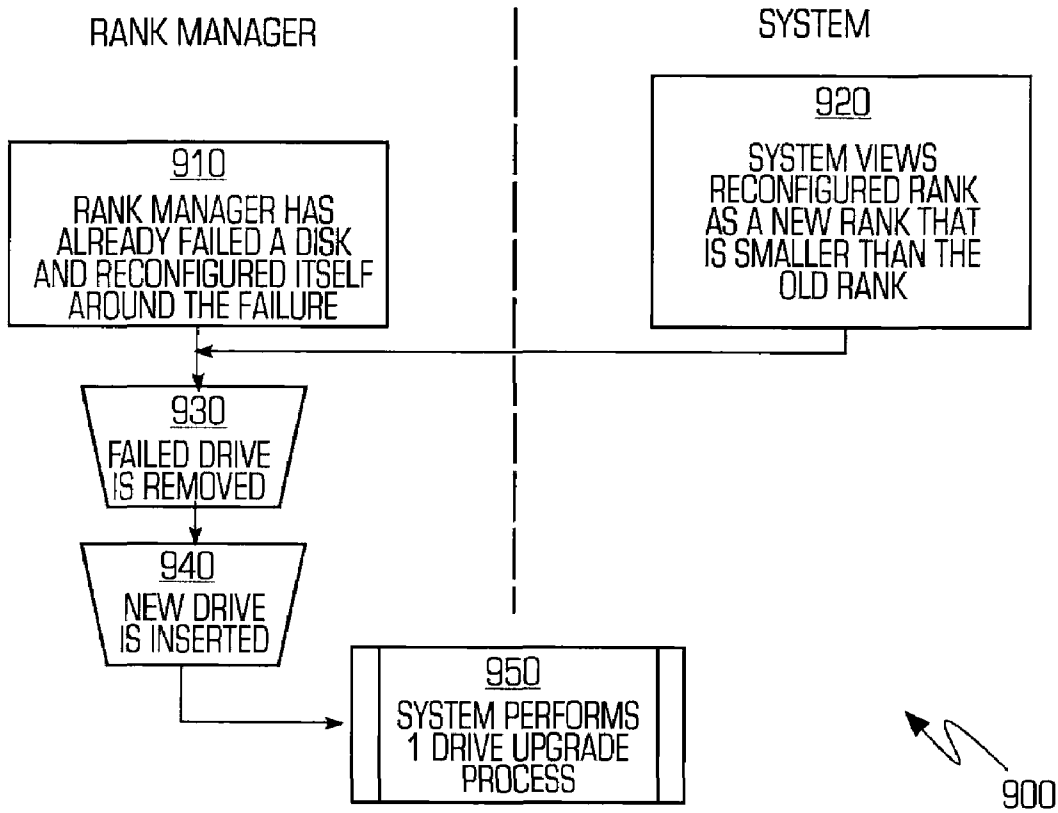 RANK MANAGER
SYSTEM
910
RANK MANAGER HAS
ALREADY FAILED A DISK
AND RECONFIGURED ITSELF
AROUND THE FAILURE
920
SYSTEM VIEWS
RECONFIGURED RANK
AS A NEW RANK THAT
IS SMALLER THAN THE
OLD RANK
930
FAILED DRIVE
IS REMOVED
940
NEW DRIVE
IS INSERTED
950
SYSTEM PERFORMS
1 DRIVE UPGRADE
PROCESS
900